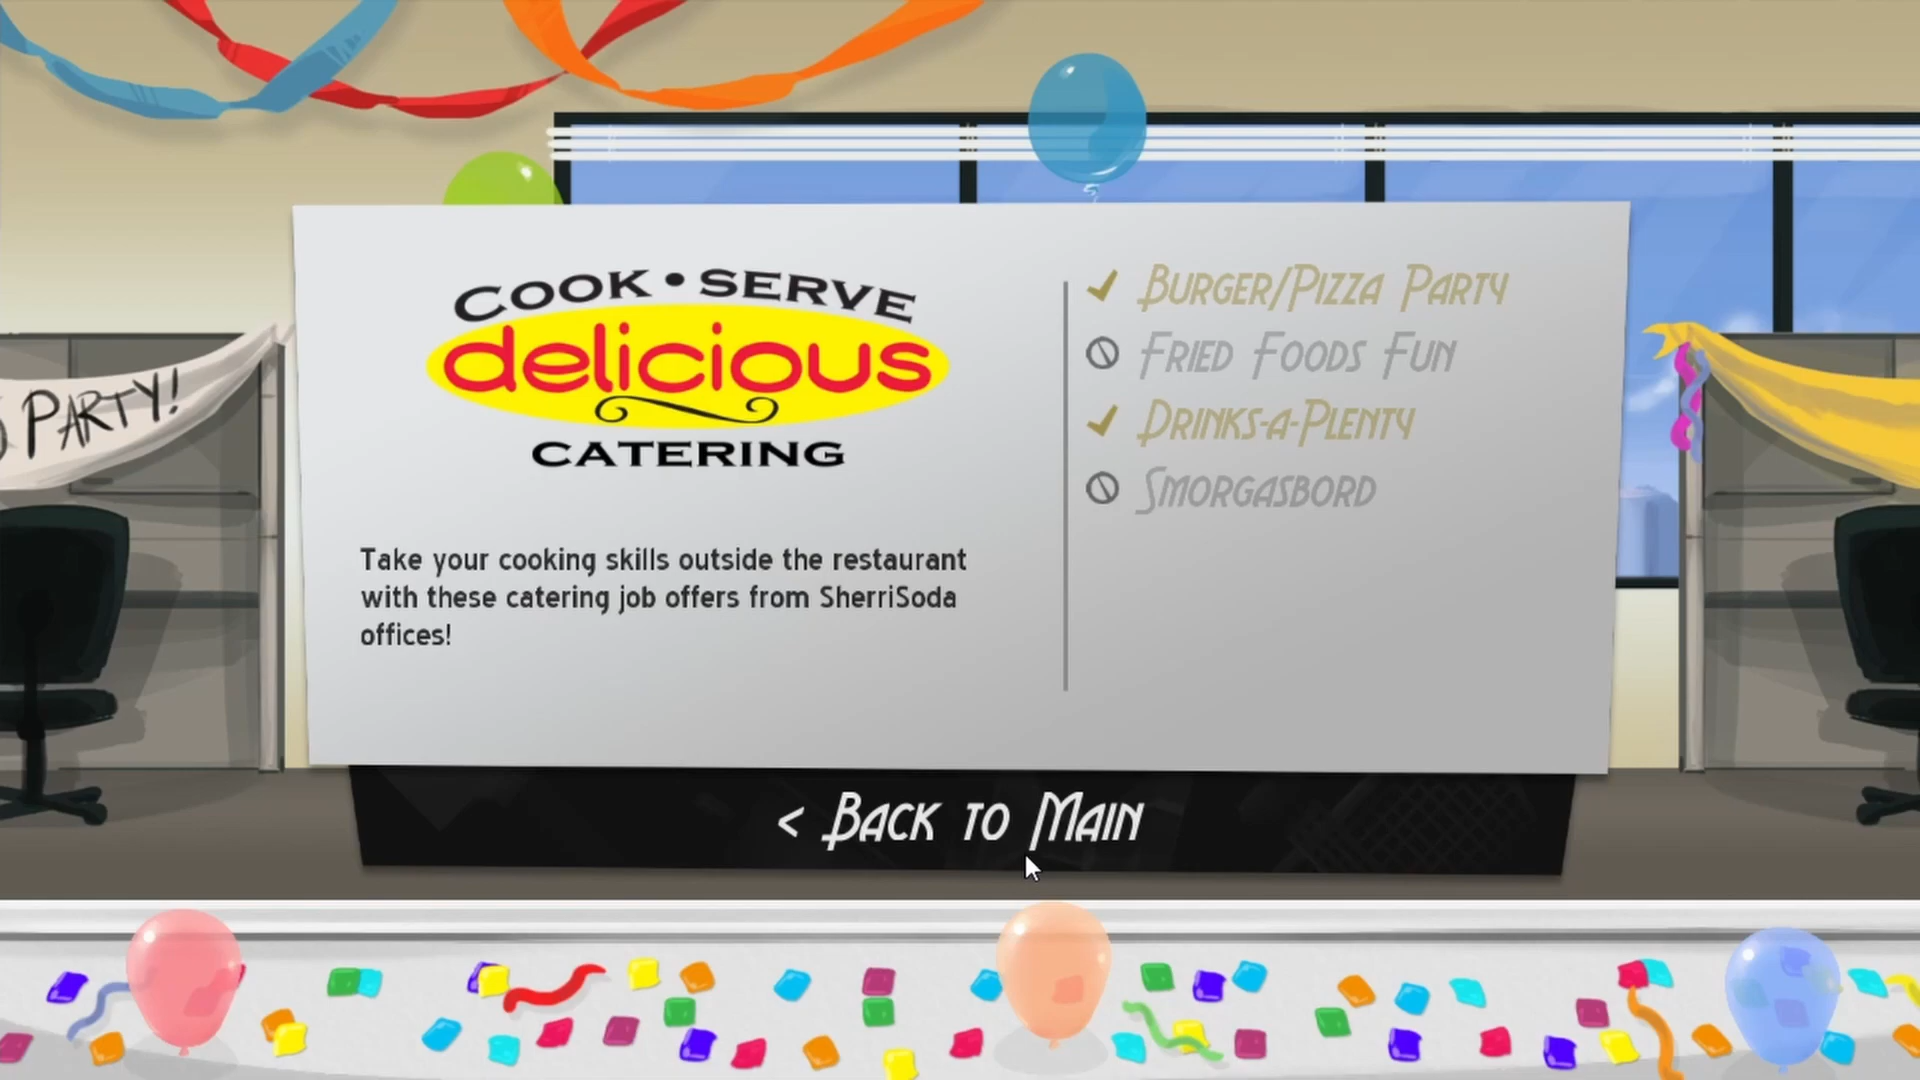 PARTY!
COOK • SERVE
delicious
CATERING
Take your cooking skills outside the restaurant
with these catering job offers from SherriSoda
offices!
BURGER/PIZZA PARTY
FRIED FOODS FUN
DRINKS-A-PLENTY
SMORGASBORD
< BACK TO MAIN